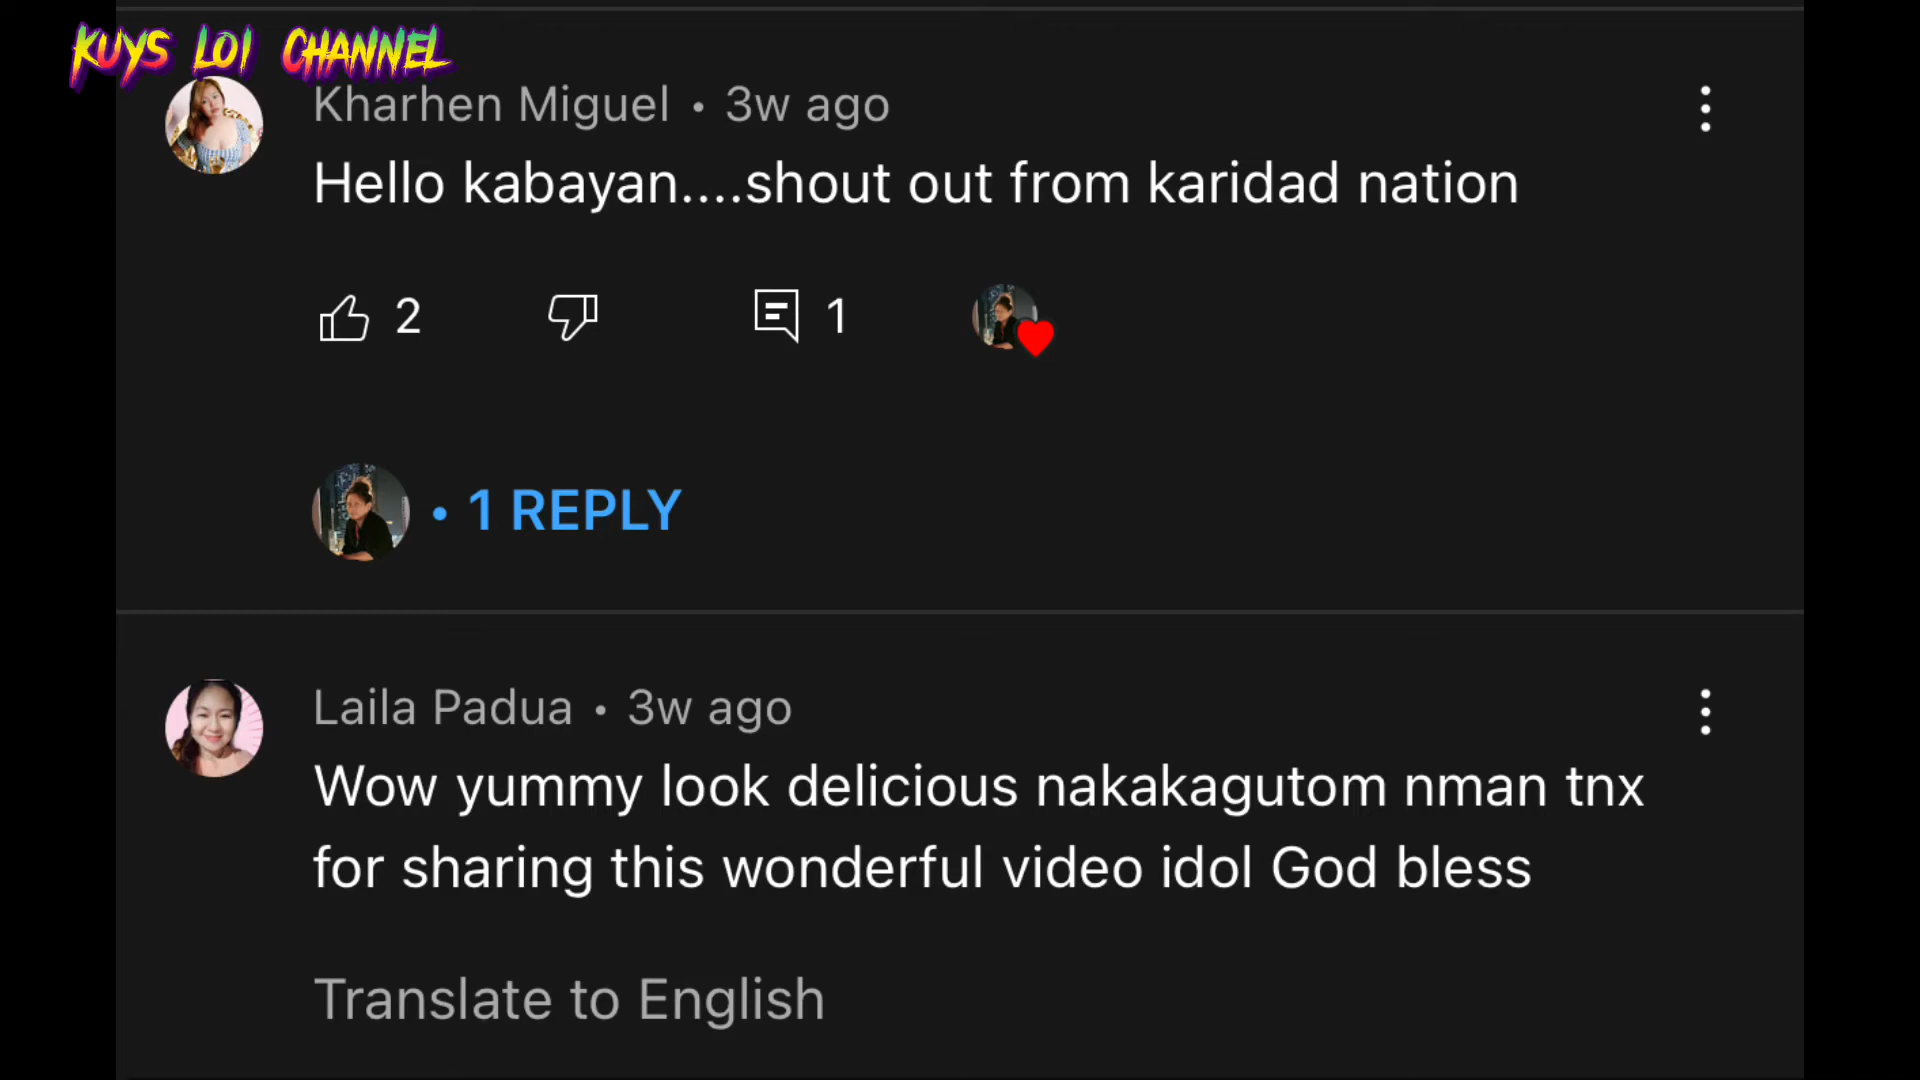 KUYS LOI CHANNEL
Kharhen Miguel • 3w ago
Hello kabayan....shout out from karidad nation
2
1
• 1 REPLY
Laila Padua • 3w ago
Wow yummy look delicious nakakagutom nman tnx
for sharing this wonderful video idol God bless
Translate to English